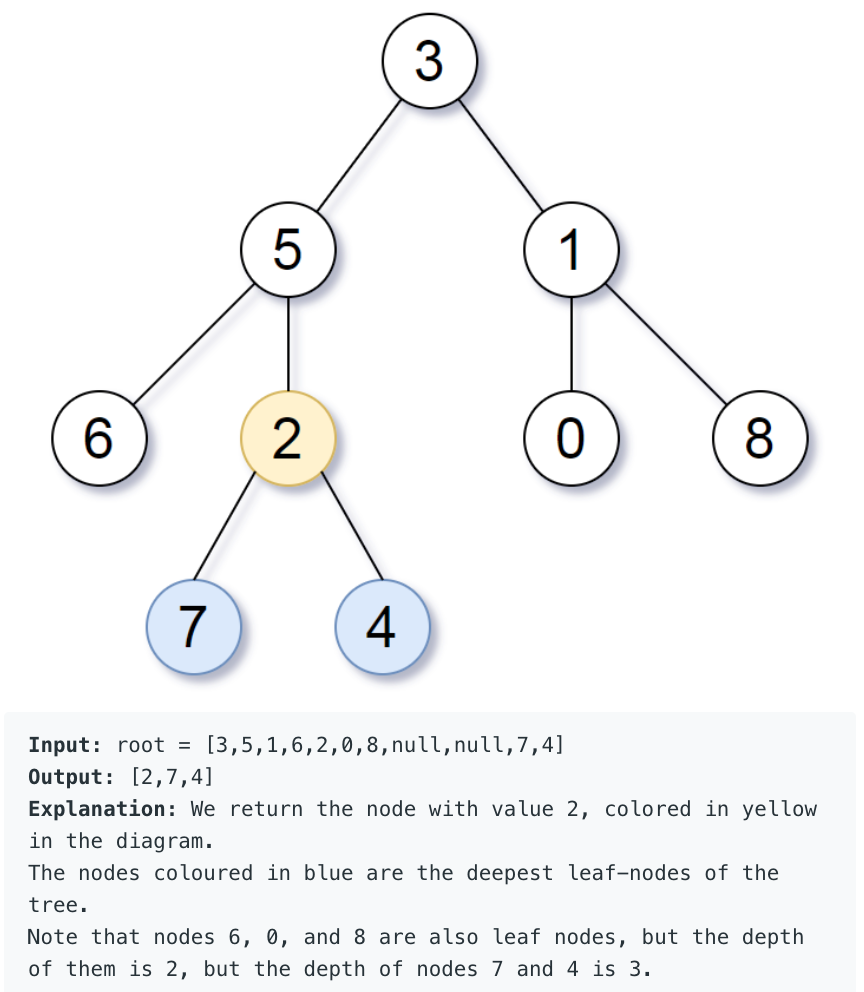 3
5
1
6
2
0
8
7
4
Input: root = [3,5,1,6,2,0,8,null,null,7,4]
Output: [2,7,4]
Explanation: We return the node with value 2, colored in yellow
in the diagram.
The nodes coloured in blue are the deepest leaf-nodes of the
tree.
Note that nodes 6, 0, and 8 are also leaf nodes, but the depth
of them is 2, but the depth of nodes 7 and 4 is 3.